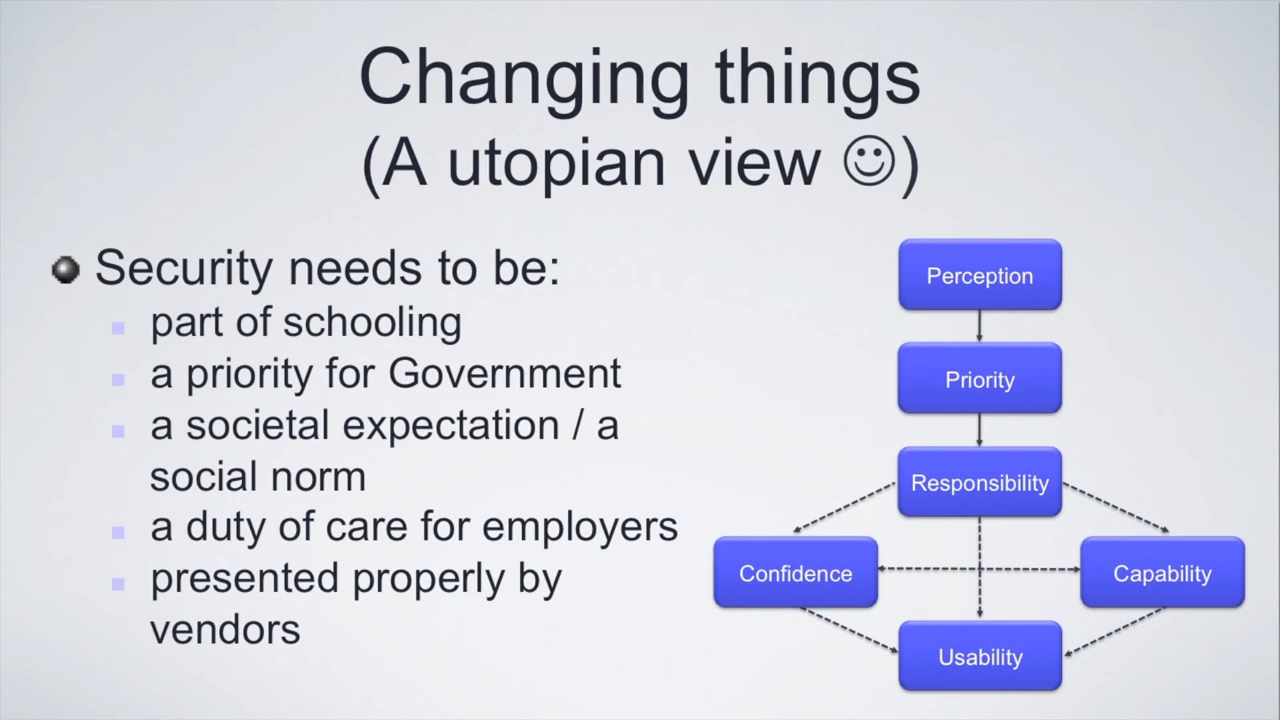 Changing things
(A utopian view ☺)
Security needs to be:
part of schooling
a priority for Government
a societal expectation / a
social norm
a duty of care for employers
presented properly by
vendors
Perception
Priority
Responsibility
Confidence
Capability
Usability